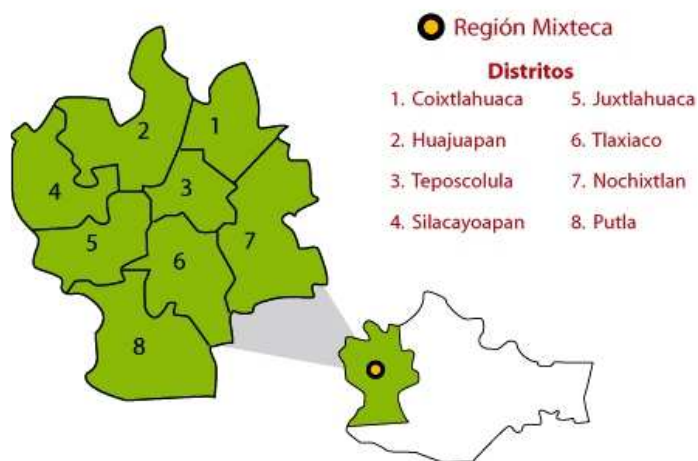 Región Mixteca
Distritos
1. Coixtlahuaca
2. Huajuapan
3. Teposcolula
4. Silacayoapan
5. Juxtlahuaca
6. Tlaxiaco
7. Nochixtlan
8. Putla
2
1
4
3
5
6
7
8